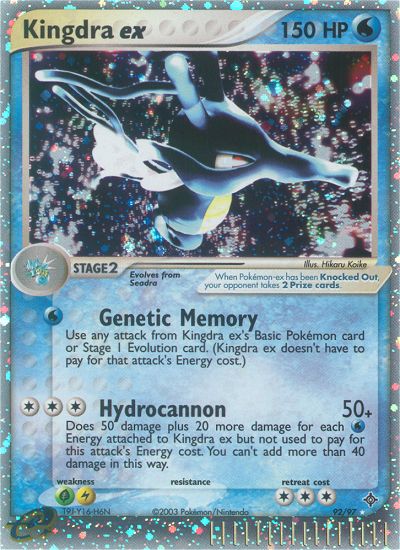 Kingdra ex 150 HP
Illus. Hikaru Koike
STAGE2
Evolves from
Seadra
When Pokémon-ex has been Knocked Out,
your opponent takes 2 Prize cards.
Genetic Memory
Use any attack from Kingdra ex's Basic Pokémon card
or Stage 1 Evolution card. (Kingdra ex doesn't have to
pay for that attack's Energy cost.)
Hydrocannon 50+
Does 50 damage plus 20 more damage for each
Energy attached to Kingdra ex but not used to pay for
this attack's Energy cost. You can't add more than 40
damage in this way.
weakness resistance retreat cost
T9J-Y16-H6N ©2003 Pokémon/Nintendo 92/97